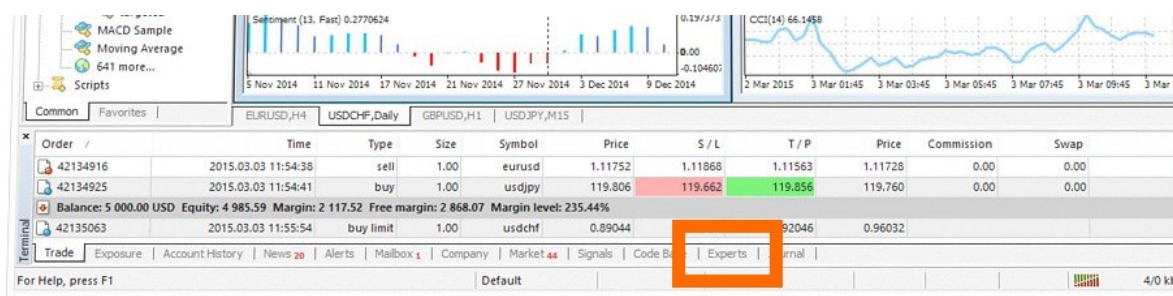 MACD Sample
Moving Average
641 more...
Scripts
Common Favorites
Sentiment (13, Fast) 0.2770624
0.197373
0.00
-0.104607
5 Nov 2014 11 Nov 2014 17 Nov 2014 21 Nov 2014 27 Nov 2014 3 Dec 2014 9 Dec 2014
CCI(14) 66.1458
2 Mar 2015 3 Mar 01:45 3 Mar 03:45 3 Mar 05:45 3 Mar 07:45 3 Mar 09:45 3 Mar
EURUSD,H4 USDCHF,Daily GBPUSD,H1 USDJPY,M15
Order / Time Type Size Symbol Price S / L T / P Price Commission Swap
42134916 2015.03.03 11:54:38 sell 1.00 eurusd 1.11752 1.11868 1.11563 1.11728 0.00 0.00
42134925 2015.03.03 11:54:41 buy 1.00 usdjpy 119.806 119.662 119.856 119.760 0.00 0.00
Balance: 5 000.00 USD Equity: 4 985.59 Margin: 2 117.52 Free margin: 2 868.07 Margin level: 235.44%
42135063 2015.03.03 11:55:54 buy limit 1.00 usdchf 0.89044 92046 0.96032
Terminal
Trade Exposure Account History News 20 Alerts Mailbox 1 Company Market 44 Signals Code Experts
For Help, press F1 Default 4/0 k